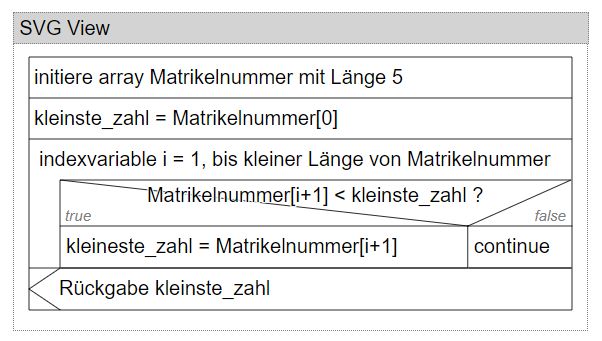 SVG View
initiere array Matrikelnummer mit Länge 5
kleinste_zahl = Matrikelnummer[0]
indexvariable i = 1, bis kleiner Länge von Matrikelnummer
Matrikelnummer[i+1] < kleinste_zahl ?
true false
kleineste_zahl = Matrikelnummer[i+1] continue
Rückgabe kleinste_zahl